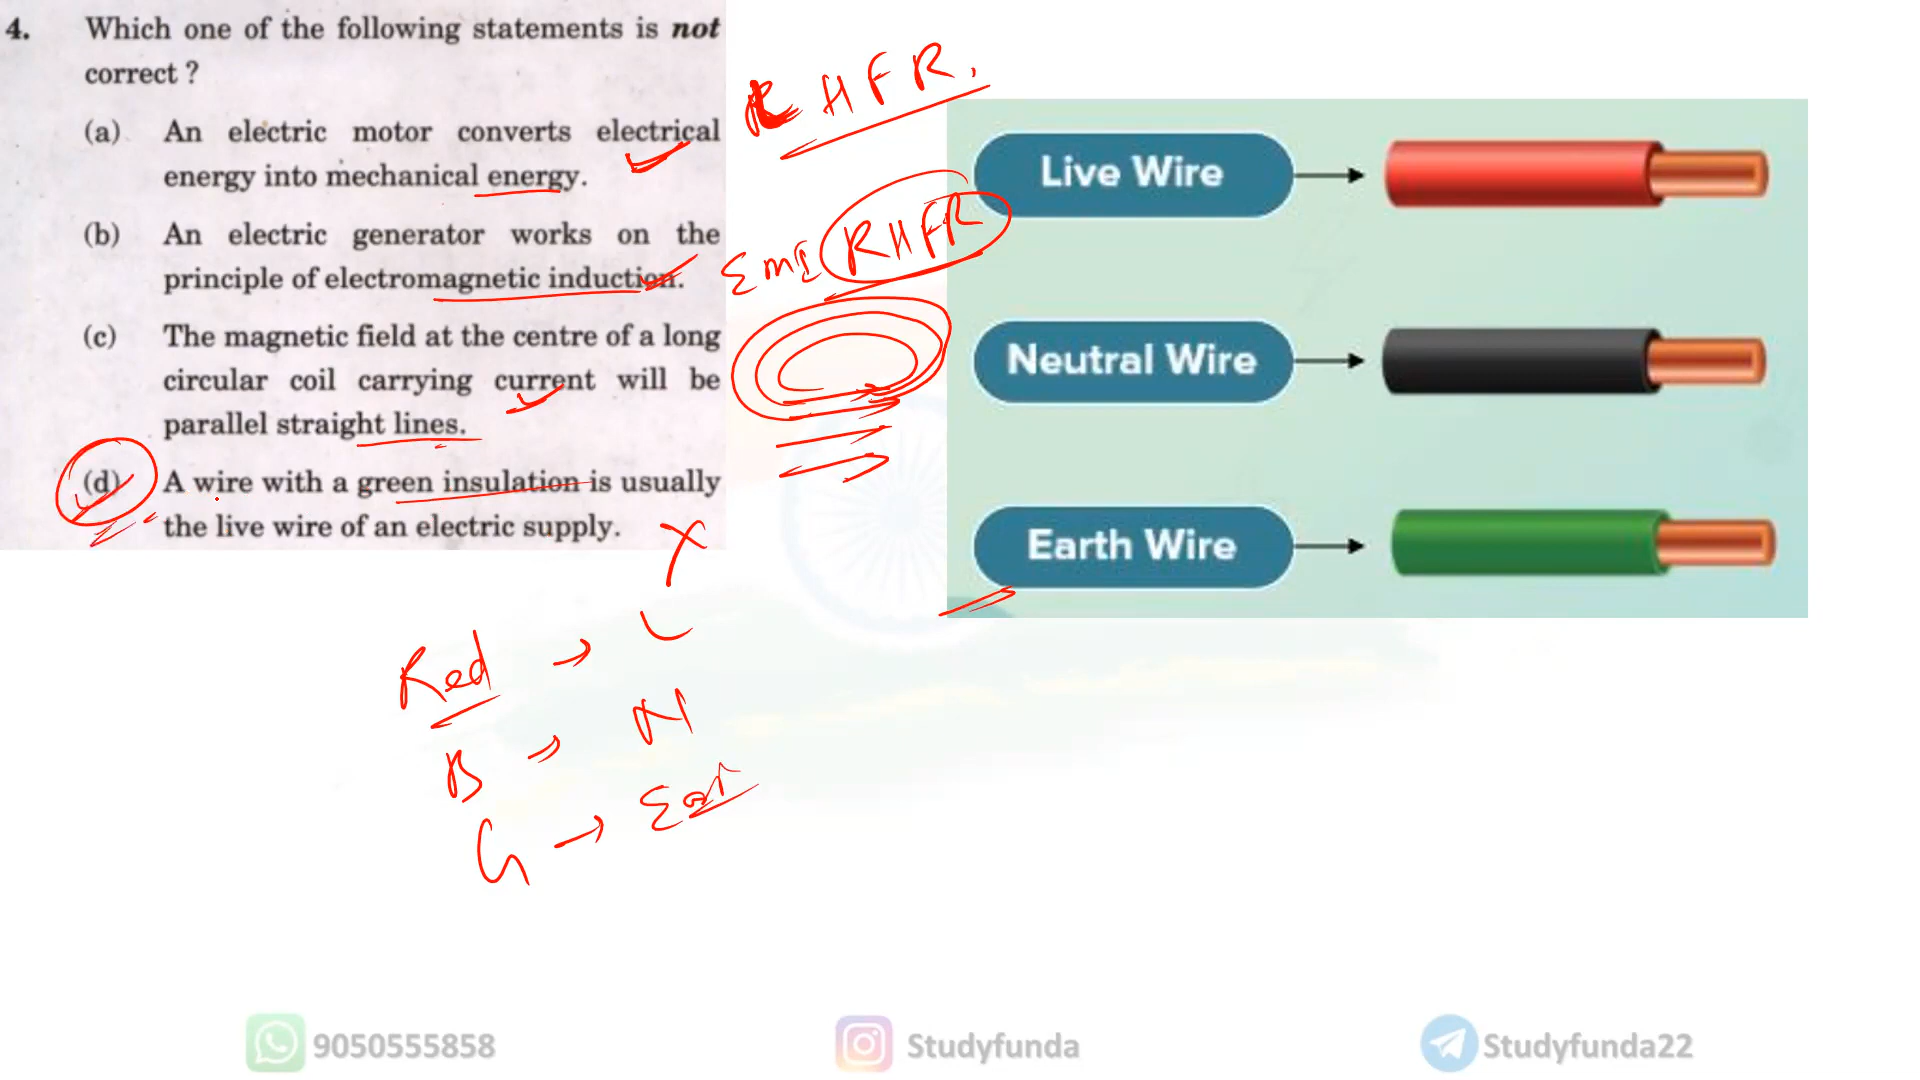 4. Which one of the following statements is not
correct ?
(a) An electric motor converts electrical
energy into mechanical energy.
(b) An electric generator works on the
principle of electromagnetic induction.
(c) The magnetic field at the centre of a long
circular coil carrying current will be
parallel straight lines.
(d) A wire with a green insulation is usually
the live wire of an electric supply.
HFR.
EMI RHFR
Live Wire
Neutral Wire
Earth Wire
Red → L
B → N
G → Ear
9050555858
Studyfunda
Studyfunda22